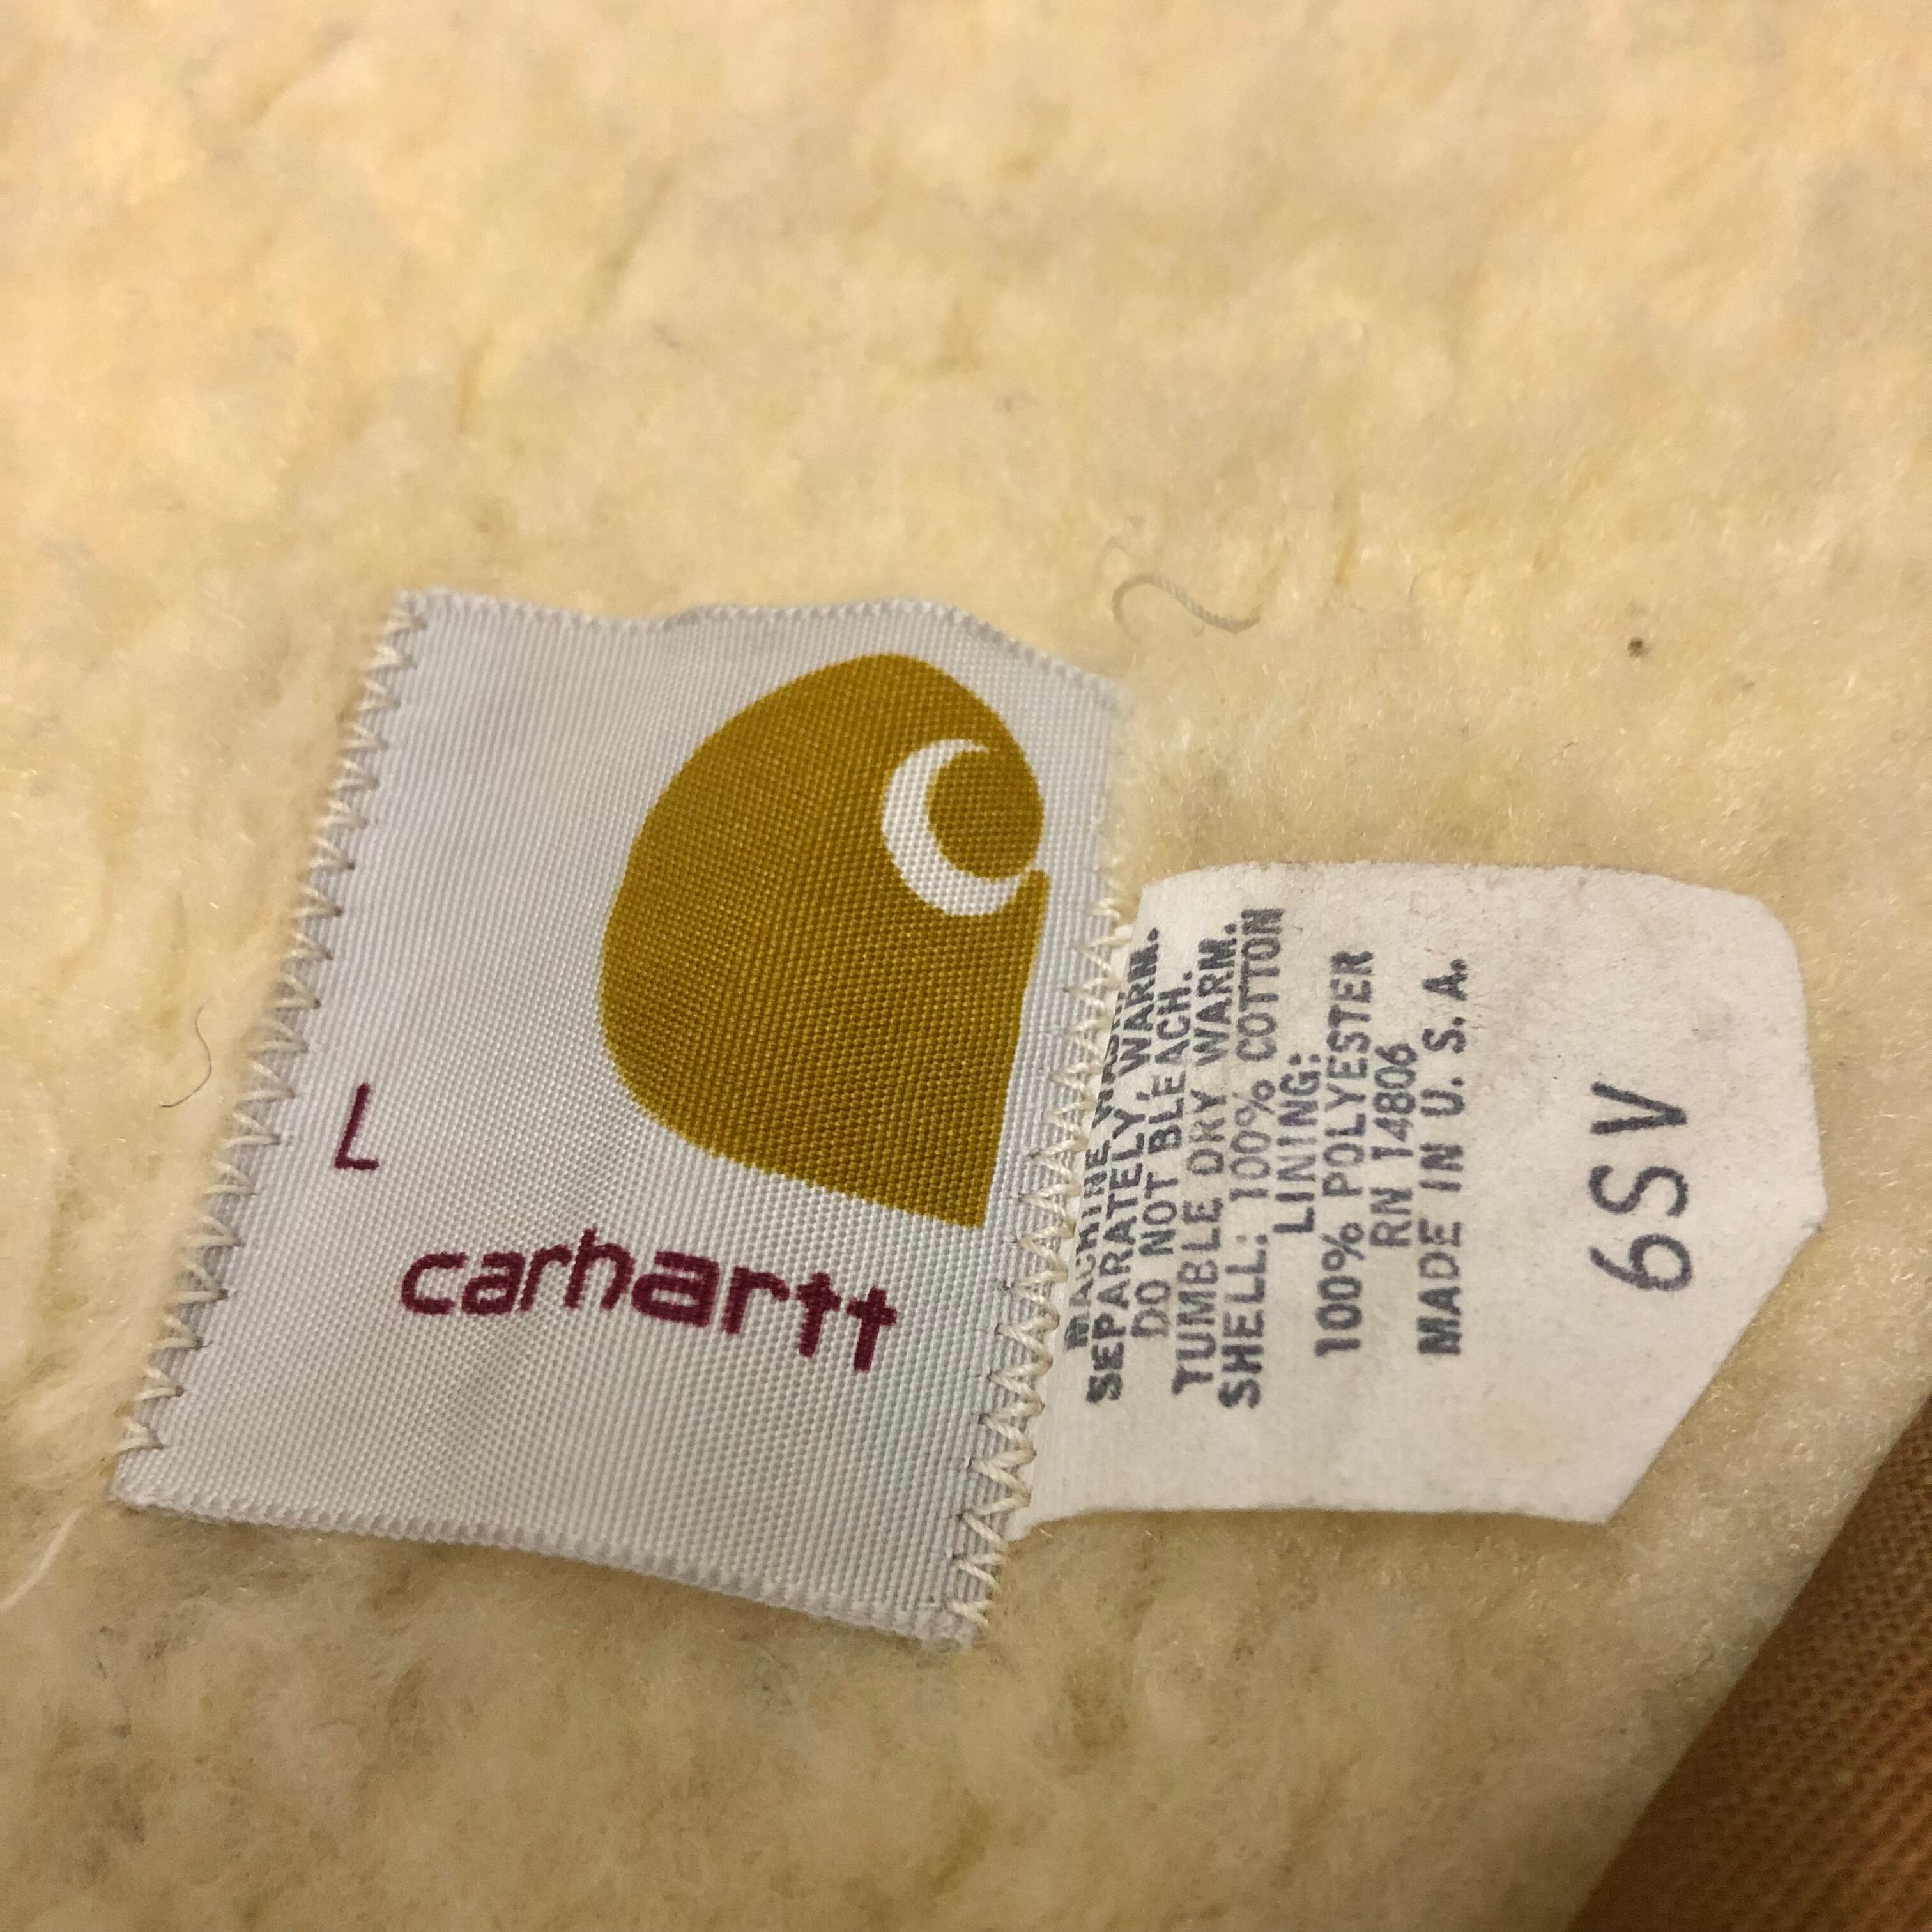 L
carhartt
MACHINE WASH
SEPARATELY, WARM.
DO NOT BLEACH.
TUMBLE DRY WARM.
SHELL: 100% COTTON
LINING:
100% POLYESTER
RN 14806
MADE IN U. S. A.
6SV